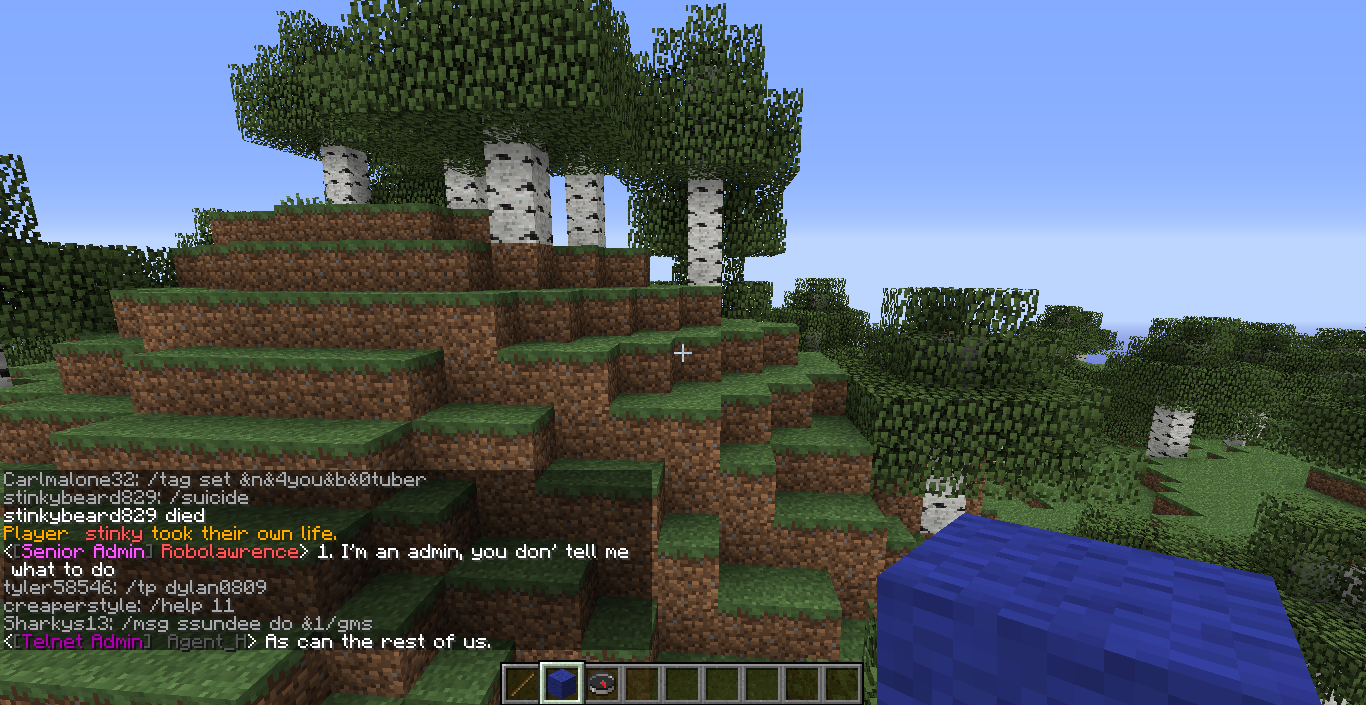 Carlmalone32: /tag set &n&4you&b&0tuber
stinkybeard829: /suicide
stinkybeard829 died
Player stinky took their own life.
<[Senior Admin] Robolawrence> 1. I'm an admin, you don' tell me
what to do
tyler58546: /tp dylan0809
creaperstyle: /help 11
Sharkys13: /msg ssundee do &1/gms
<[Telnet Admin] Agent_H> As can the rest of us.